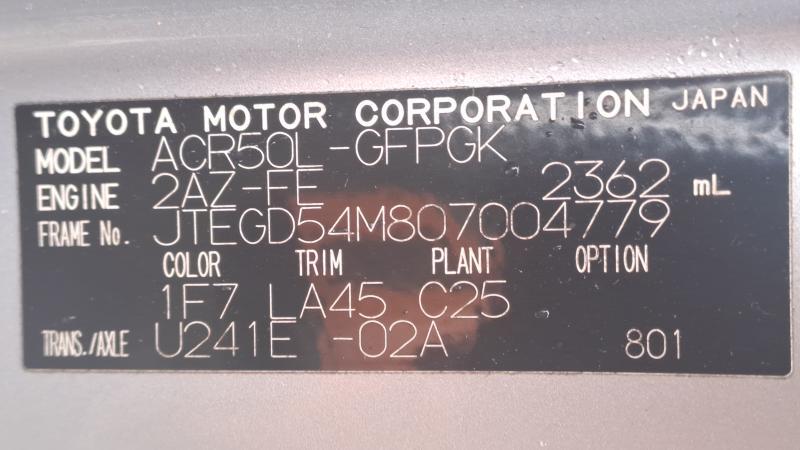 TOYOTA MOTOR CORPORATION JAPAN
MODEL ACR50L-GFPGK
ENGINE 2AZ-FE 2362 mL
FRAME No. JTEGD54M807004779
COLOR TRIM PLANT OPTION
1F7 LA45 C25
TRANS./AXLE U241E -02A 801